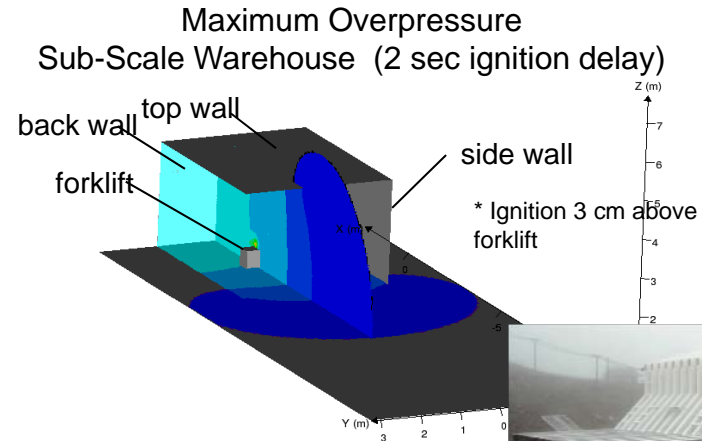 Maximum Overpressure
Sub-Scale Warehouse (2 sec ignition delay)
Z (m)
top wall
back wall
7
side wall
6
forklift
5
* Ignition 3 cm above
forklift
X (m)
4
0
3
-5
2
Y (m)
3
2
1
0